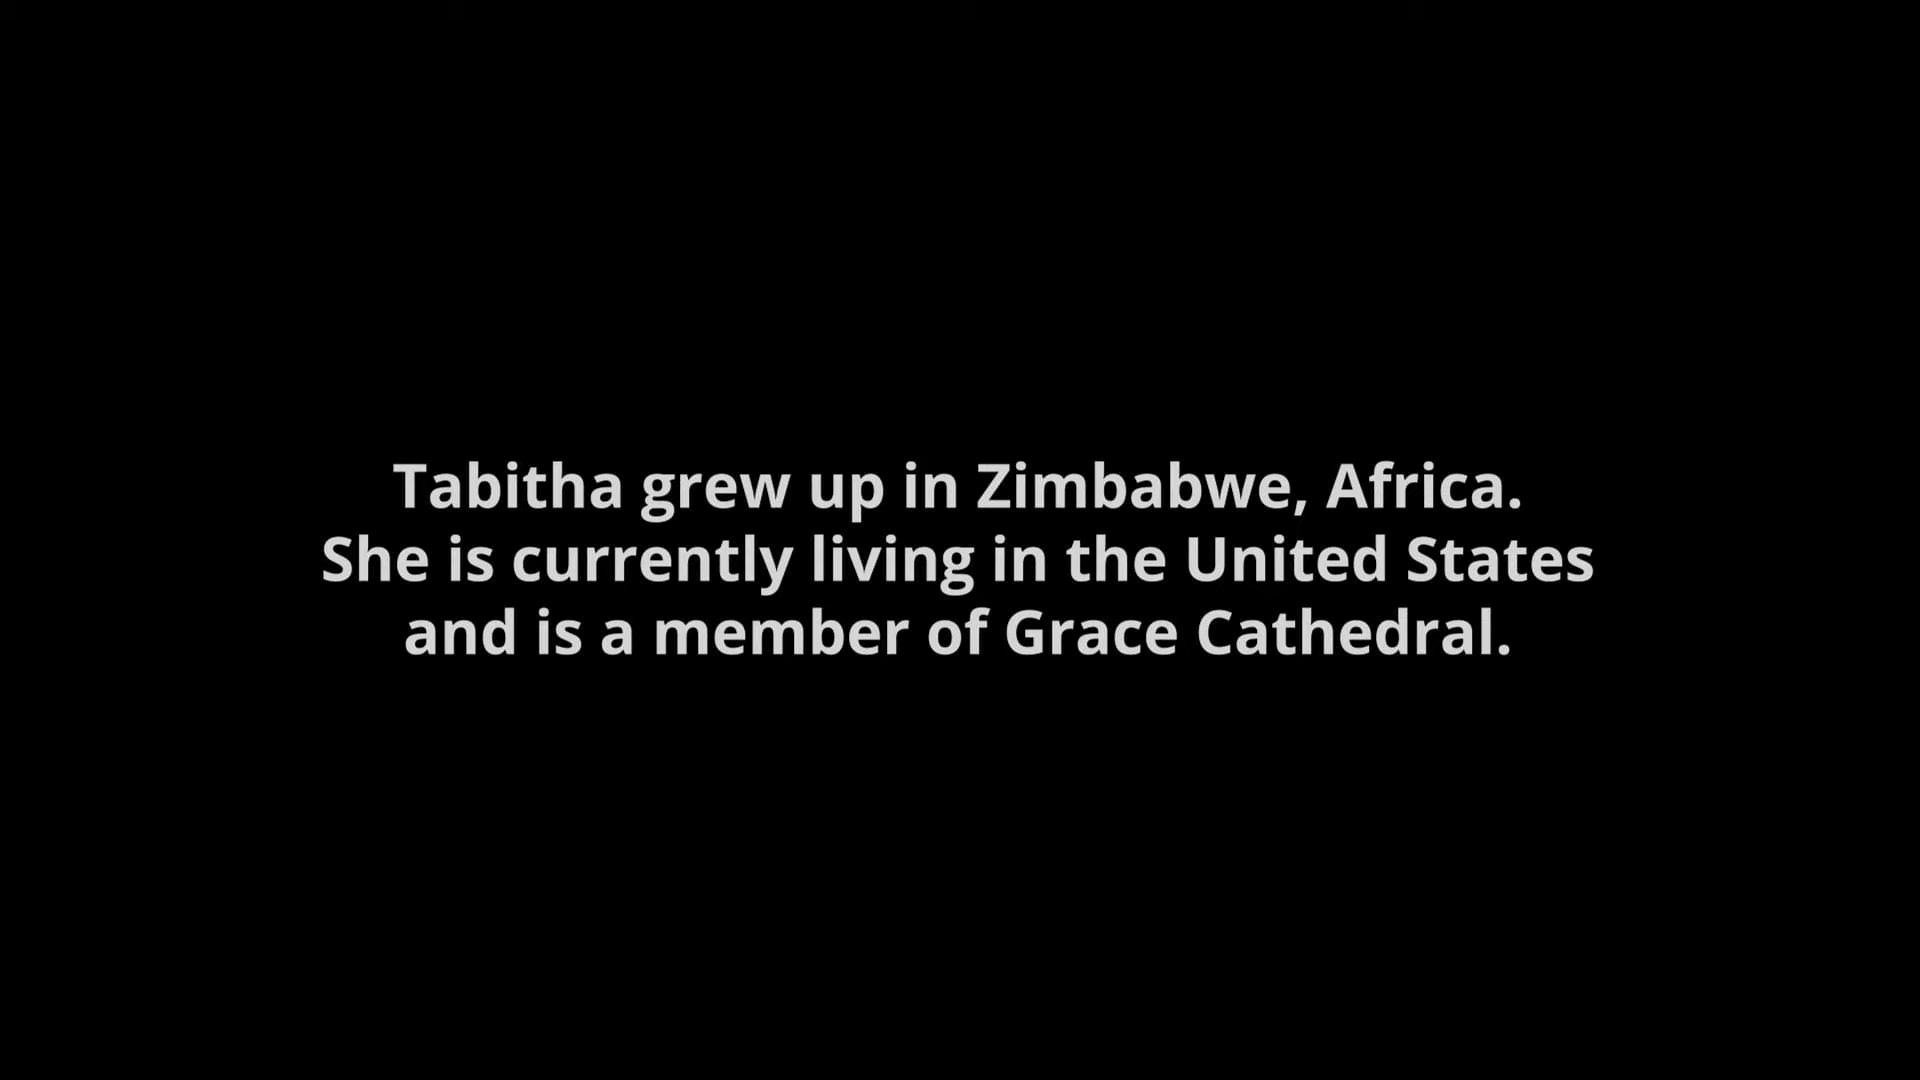 Tabitha grew up in Zimbabwe, Africa.
She is currently living in the United States
and is a member of Grace Cathedral.